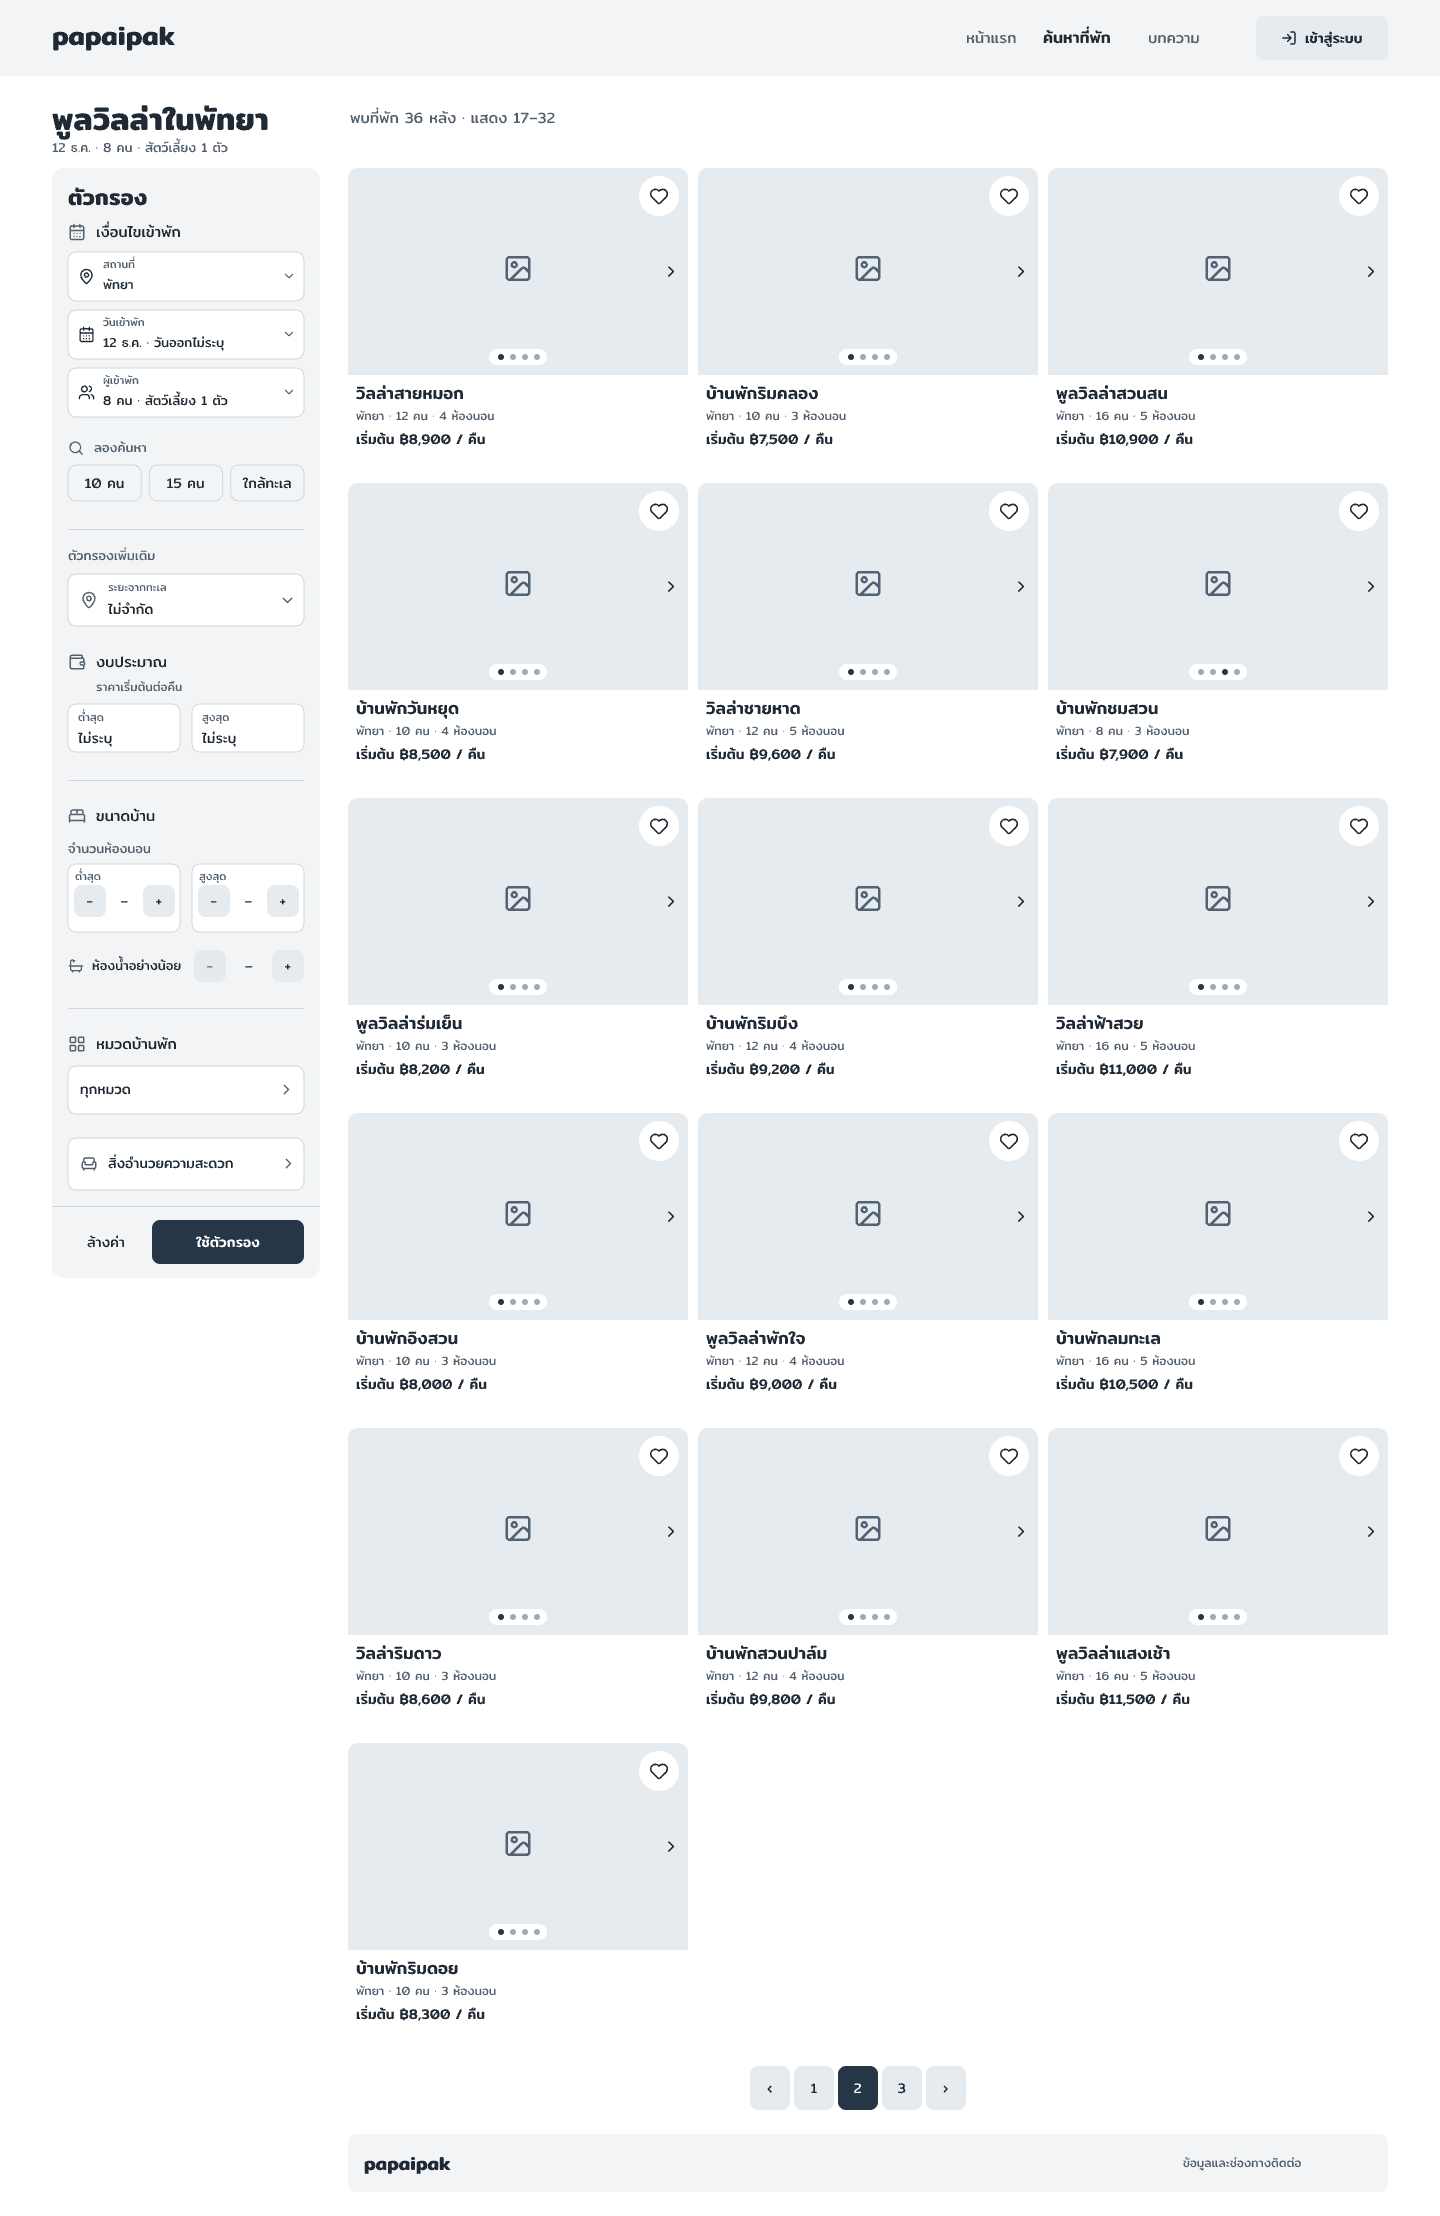 papaipak
หน้าแรก ค้นหาที่พัก บทความ เข้าสู่ระบบ
พูลวิลล่าในพัทยา
12 ธ.ค. · 8 คน · สัตว์เลี้ยง 1 ตัว
พบที่พัก 36 หลัง · แสดง 17–32
ตัวกรอง
เงื่อนไขเข้าพัก
สถานที่
พัทยา
วันเข้าพัก
12 ธ.ค. · วันออกไม่ระบุ
ผู้เข้าพัก
8 คน · สัตว์เลี้ยง 1 ตัว
ลองค้นหา
10 คน 15 คน ใกล้ทะเล
ตัวกรองเพิ่มเติม
ระยะจากทะเล
ไม่จำกัด
งบประมาณ
ราคาเริ่มต้นต่อคืน
ต่ำสุด สูงสุด
ไม่ระบุ ไม่ระบุ
ขนาดบ้าน
จำนวนห้องนอน
ต่ำสุด สูงสุด
− – + − – +
ห้องน้ำอย่างน้อย − – +
หมวดบ้านพัก
ทุกหมวด
สิ่งอำนวยความสะดวก
ล้างค่า ใช้ตัวกรอง
วิลล่าสายหมอก
พัทยา · 12 คน · 4 ห้องนอน
เริ่มต้น ฿8,900 / คืน
บ้านพักริมคลอง
พัทยา · 10 คน · 3 ห้องนอน
เริ่มต้น ฿7,500 / คืน
พูลวิลล่าสวนสน
พัทยา · 16 คน · 5 ห้องนอน
เริ่มต้น ฿10,900 / คืน
บ้านพักวันหยุด
พัทยา · 10 คน · 4 ห้องนอน
เริ่มต้น ฿8,500 / คืน
วิลล่าชายหาด
พัทยา · 12 คน · 5 ห้องนอน
เริ่มต้น ฿9,600 / คืน
บ้านพักชมสวน
พัทยา · 8 คน · 3 ห้องนอน
เริ่มต้น ฿7,900 / คืน
พูลวิลล่าร่มเย็น
พัทยา · 10 คน · 3 ห้องนอน
เริ่มต้น ฿8,200 / คืน
บ้านพักริมบึง
พัทยา · 12 คน · 4 ห้องนอน
เริ่มต้น ฿9,200 / คืน
วิลล่าฟ้าสวย
พัทยา · 16 คน · 5 ห้องนอน
เริ่มต้น ฿11,000 / คืน
บ้านพักอิงสวน
พัทยา · 10 คน · 3 ห้องนอน
เริ่มต้น ฿8,000 / คืน
พูลวิลล่าพักใจ
พัทยา · 12 คน · 4 ห้องนอน
เริ่มต้น ฿9,000 / คืน
บ้านพักลมทะเล
พัทยา · 16 คน · 5 ห้องนอน
เริ่มต้น ฿10,500 / คืน
วิลล่าริมดาว
พัทยา · 10 คน · 3 ห้องนอน
เริ่มต้น ฿8,600 / คืน
บ้านพักสวนปาล์ม
พัทยา · 12 คน · 4 ห้องนอน
เริ่มต้น ฿9,800 / คืน
พูลวิลล่าแสงเช้า
พัทยา · 16 คน · 5 ห้องนอน
เริ่มต้น ฿11,500 / คืน
บ้านพักริมดอย
พัทยา · 10 คน · 3 ห้องนอน
เริ่มต้น ฿8,300 / คืน
‹ 1 2 3 ›
papaipak ข้อมูลและช่องทางติดต่อ